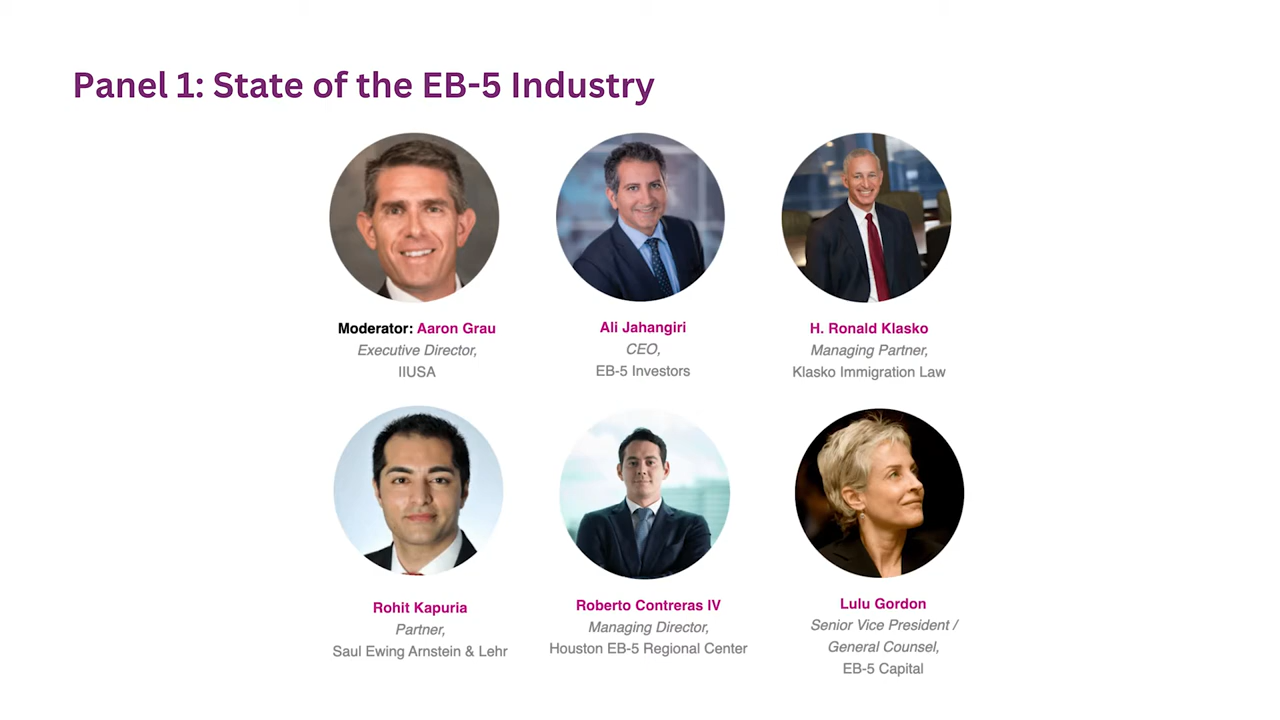 Panel 1: State of the EB-5 Industry
Moderator: Aaron Grau
Executive Director,
IIUSA
Ali Jahangiri
CEO,
EB-5 Investors
H. Ronald Klasko
Managing Partner,
Klasko Immigration Law
Rohit Kapuria
Partner,
Saul Ewing Arnstein & Lehr
Roberto Contreras IV
Managing Director,
Houston EB-5 Regional Center
Lulu Gordon
Senior Vice President /
General Counsel,
EB-5 Capital